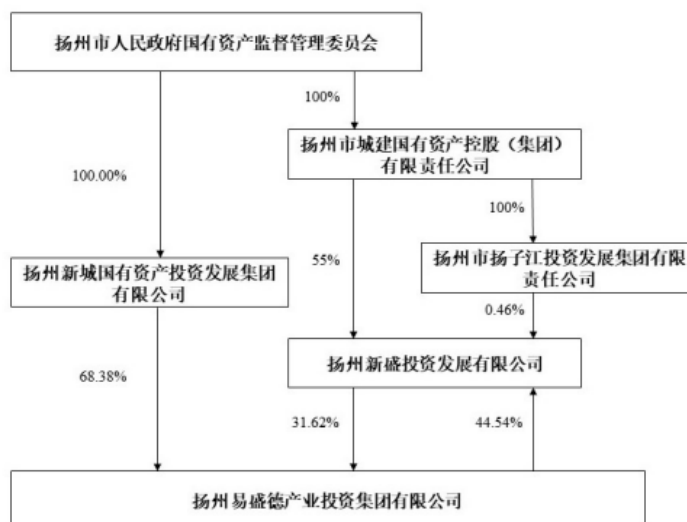 扬州市人民政府国有资产监督管理委员会
100%
扬州市城建国有资产控股（集团）
有限责任公司
100.00%
100%
55%
扬州新城国有资产投资发展集团
有限公司
扬州市扬子江投资发展集团有限
责任公司
0.46%
扬州新盛投资发展有限公司
68.38%
31.62%
44.54%
扬州易盛德产业投资集团有限公司